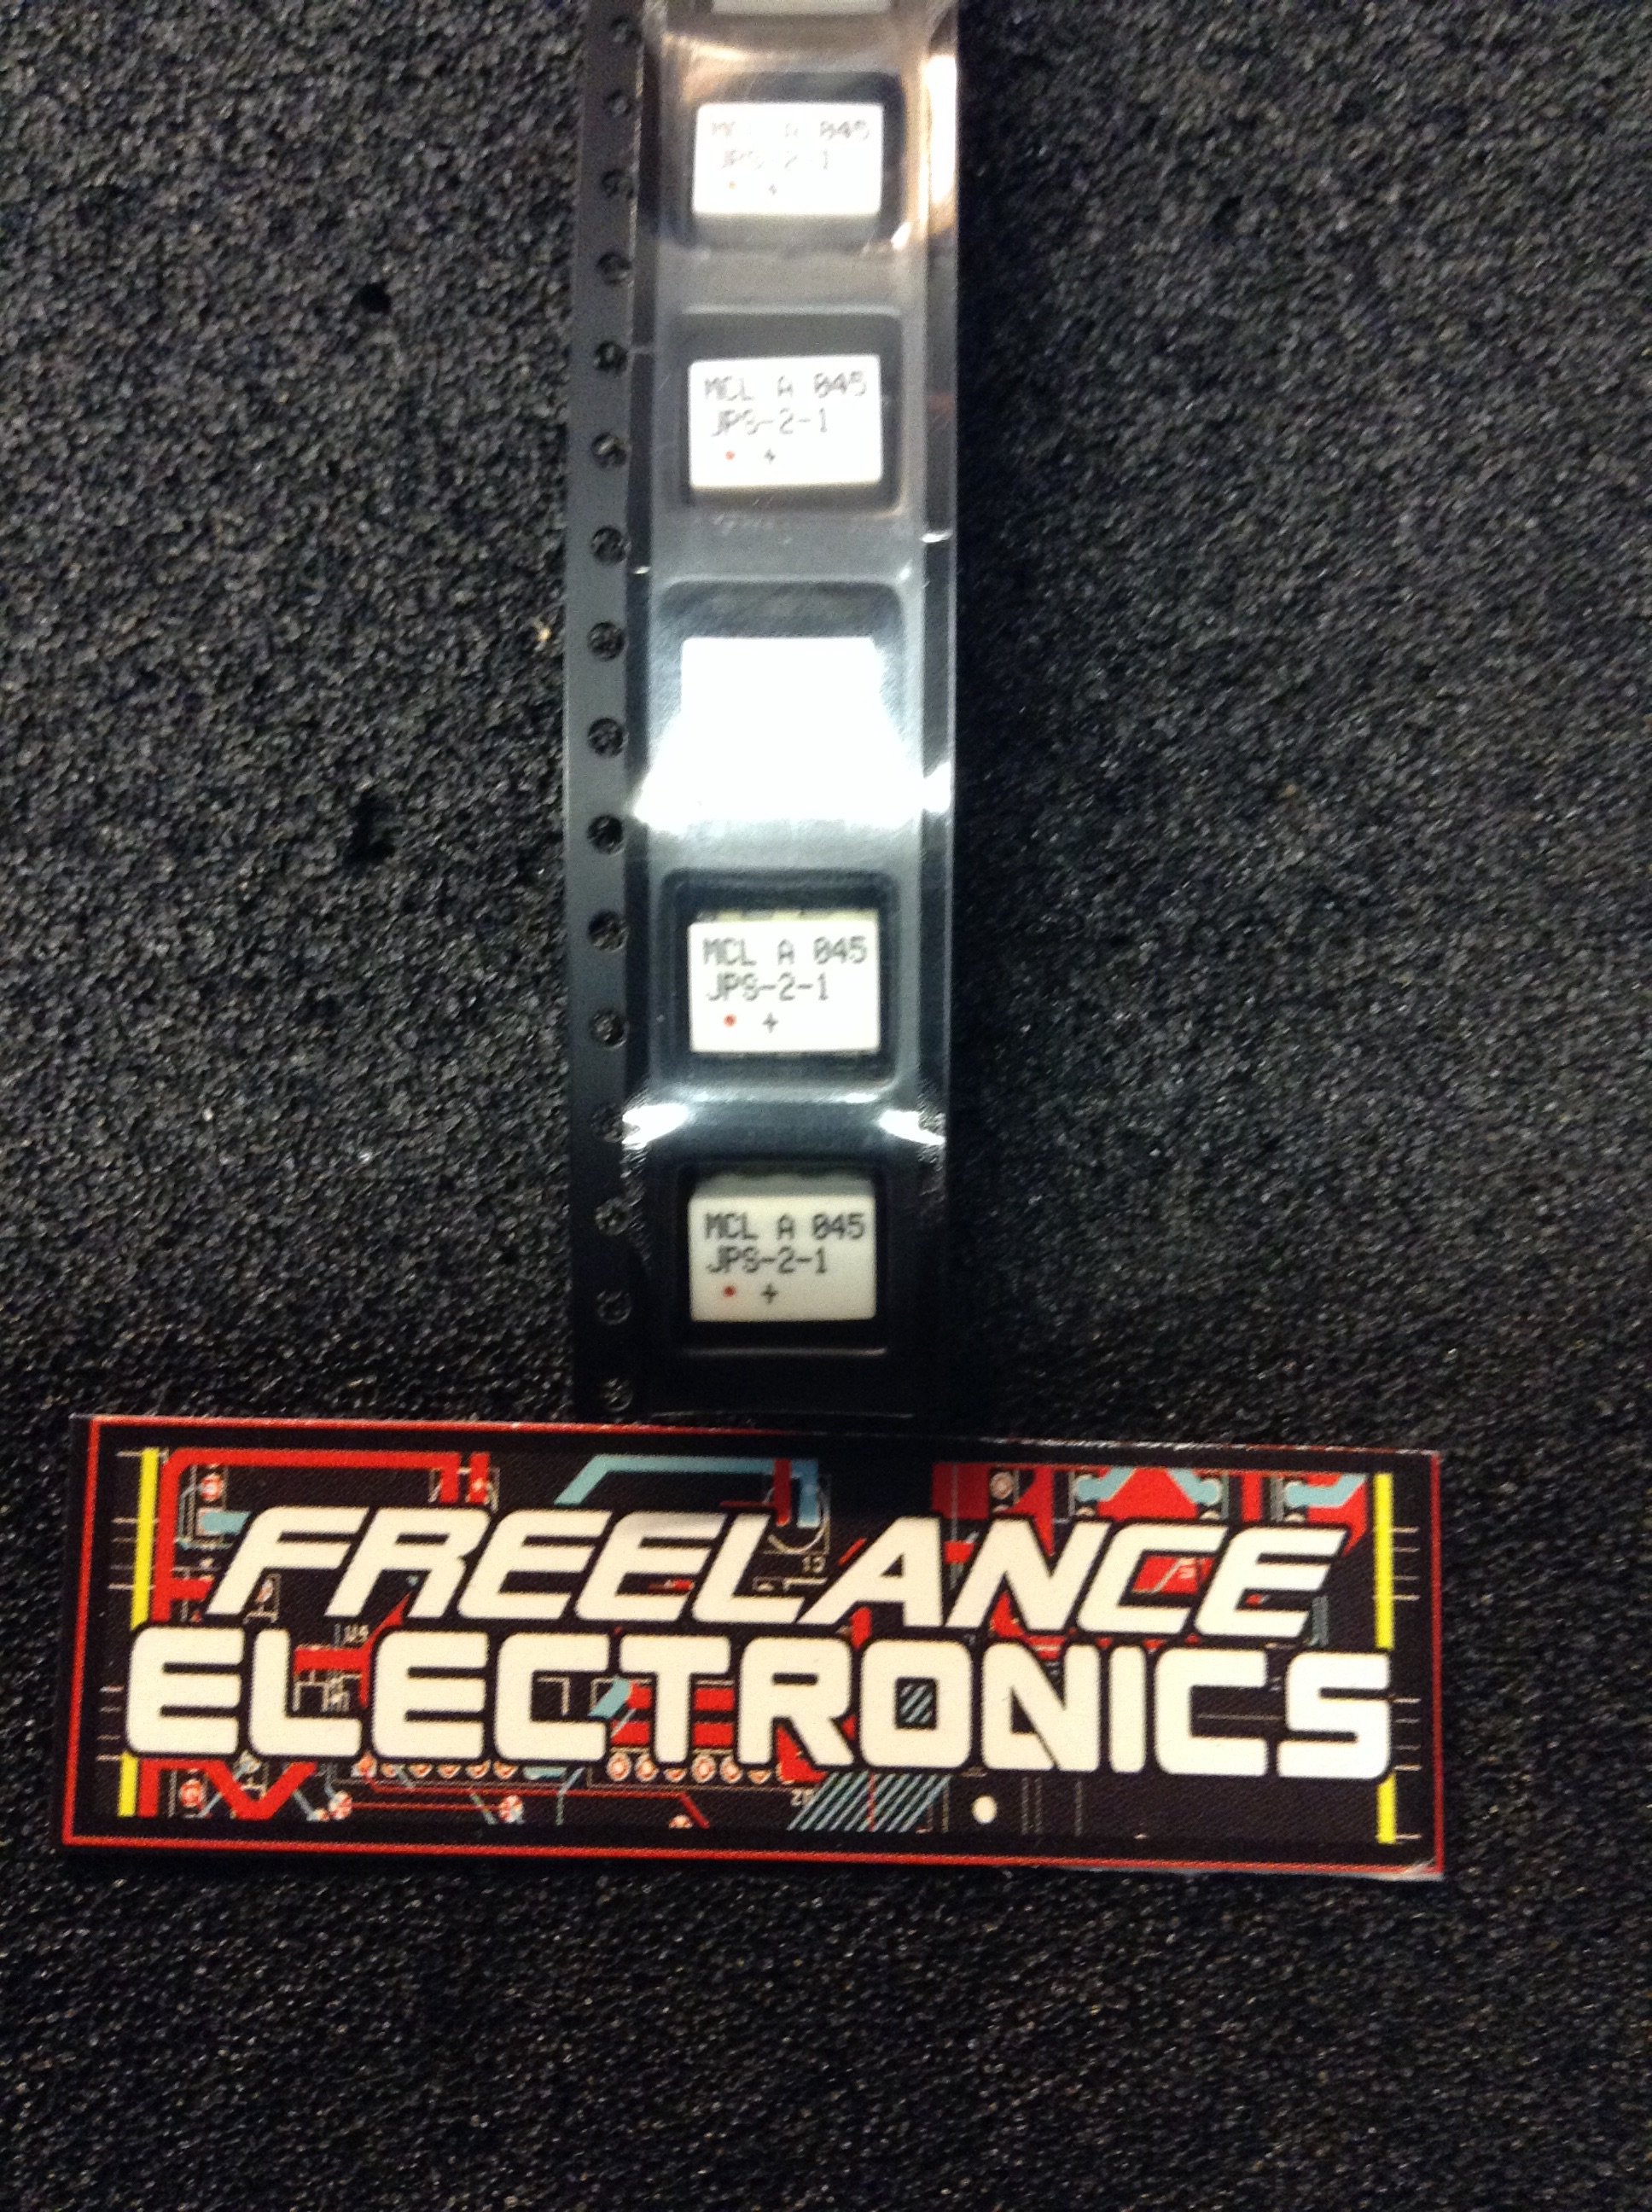 MCL A 045
JPS-2-1
+
MCL A 045
JPS-2-1
+
MCL A 045
JPS-2-1
+
MCL A 045
JPS-2-1
+
FREELANCE
ELECTRONICS